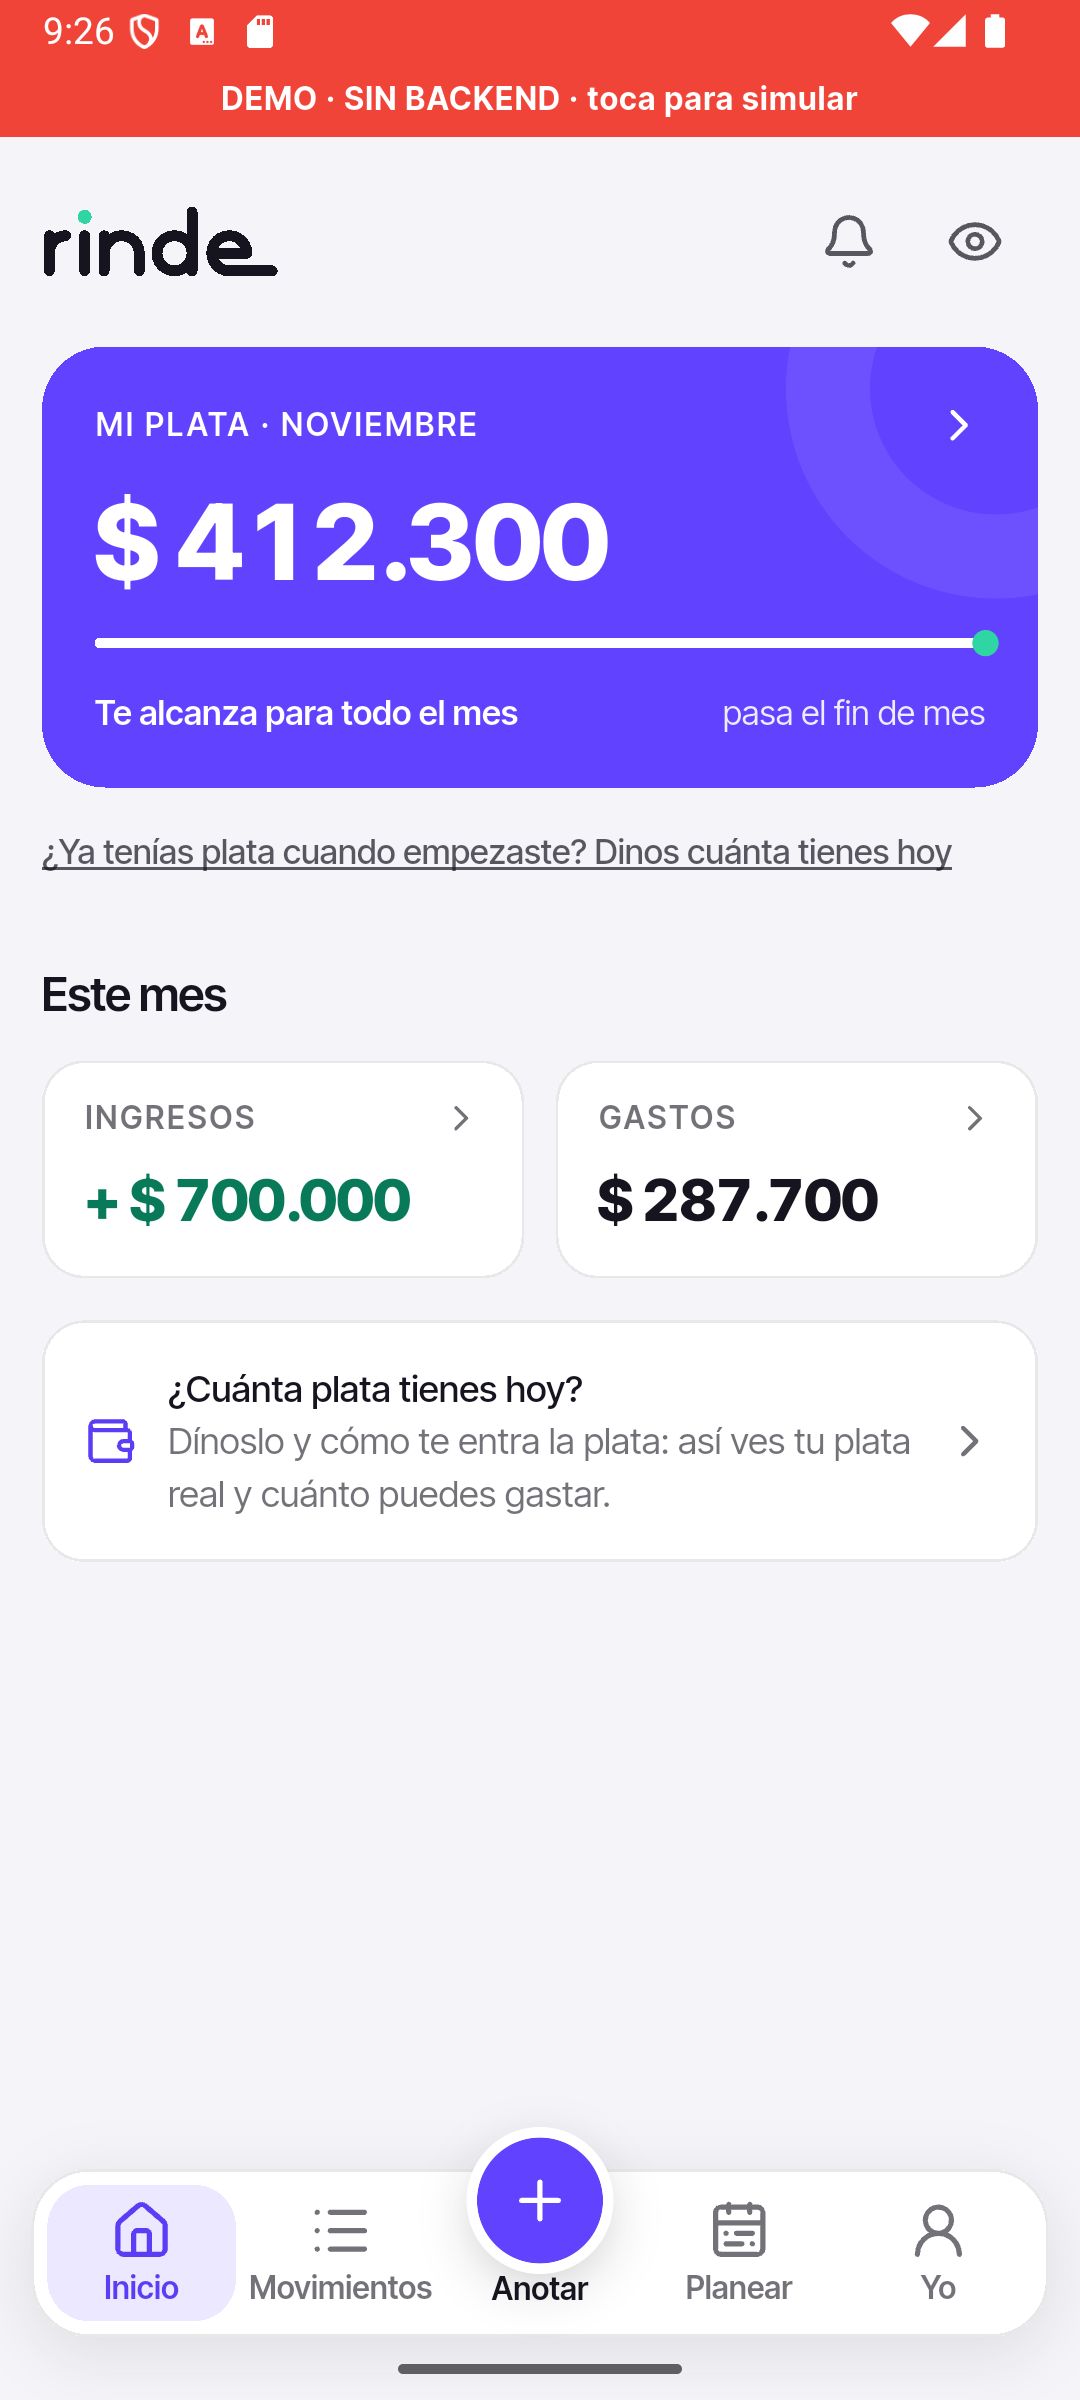 9:26
DEMO · SIN BACKEND · toca para simular
rinde
MI PLATA · NOVIEMBRE
$ 412.300
Te alcanza para todo el mes
pasa el fin de mes
¿Ya tenías plata cuando empezaste? Dinos cuánta tienes hoy
Este mes
INGRESOS
+ $ 700.000
GASTOS
$ 287.700
¿Cuánta plata tienes hoy?
Dínoslo y cómo te entra la plata: así ves tu plata
real y cuánto puedes gastar.
Inicio
Movimientos
Anotar
Planear
Yo